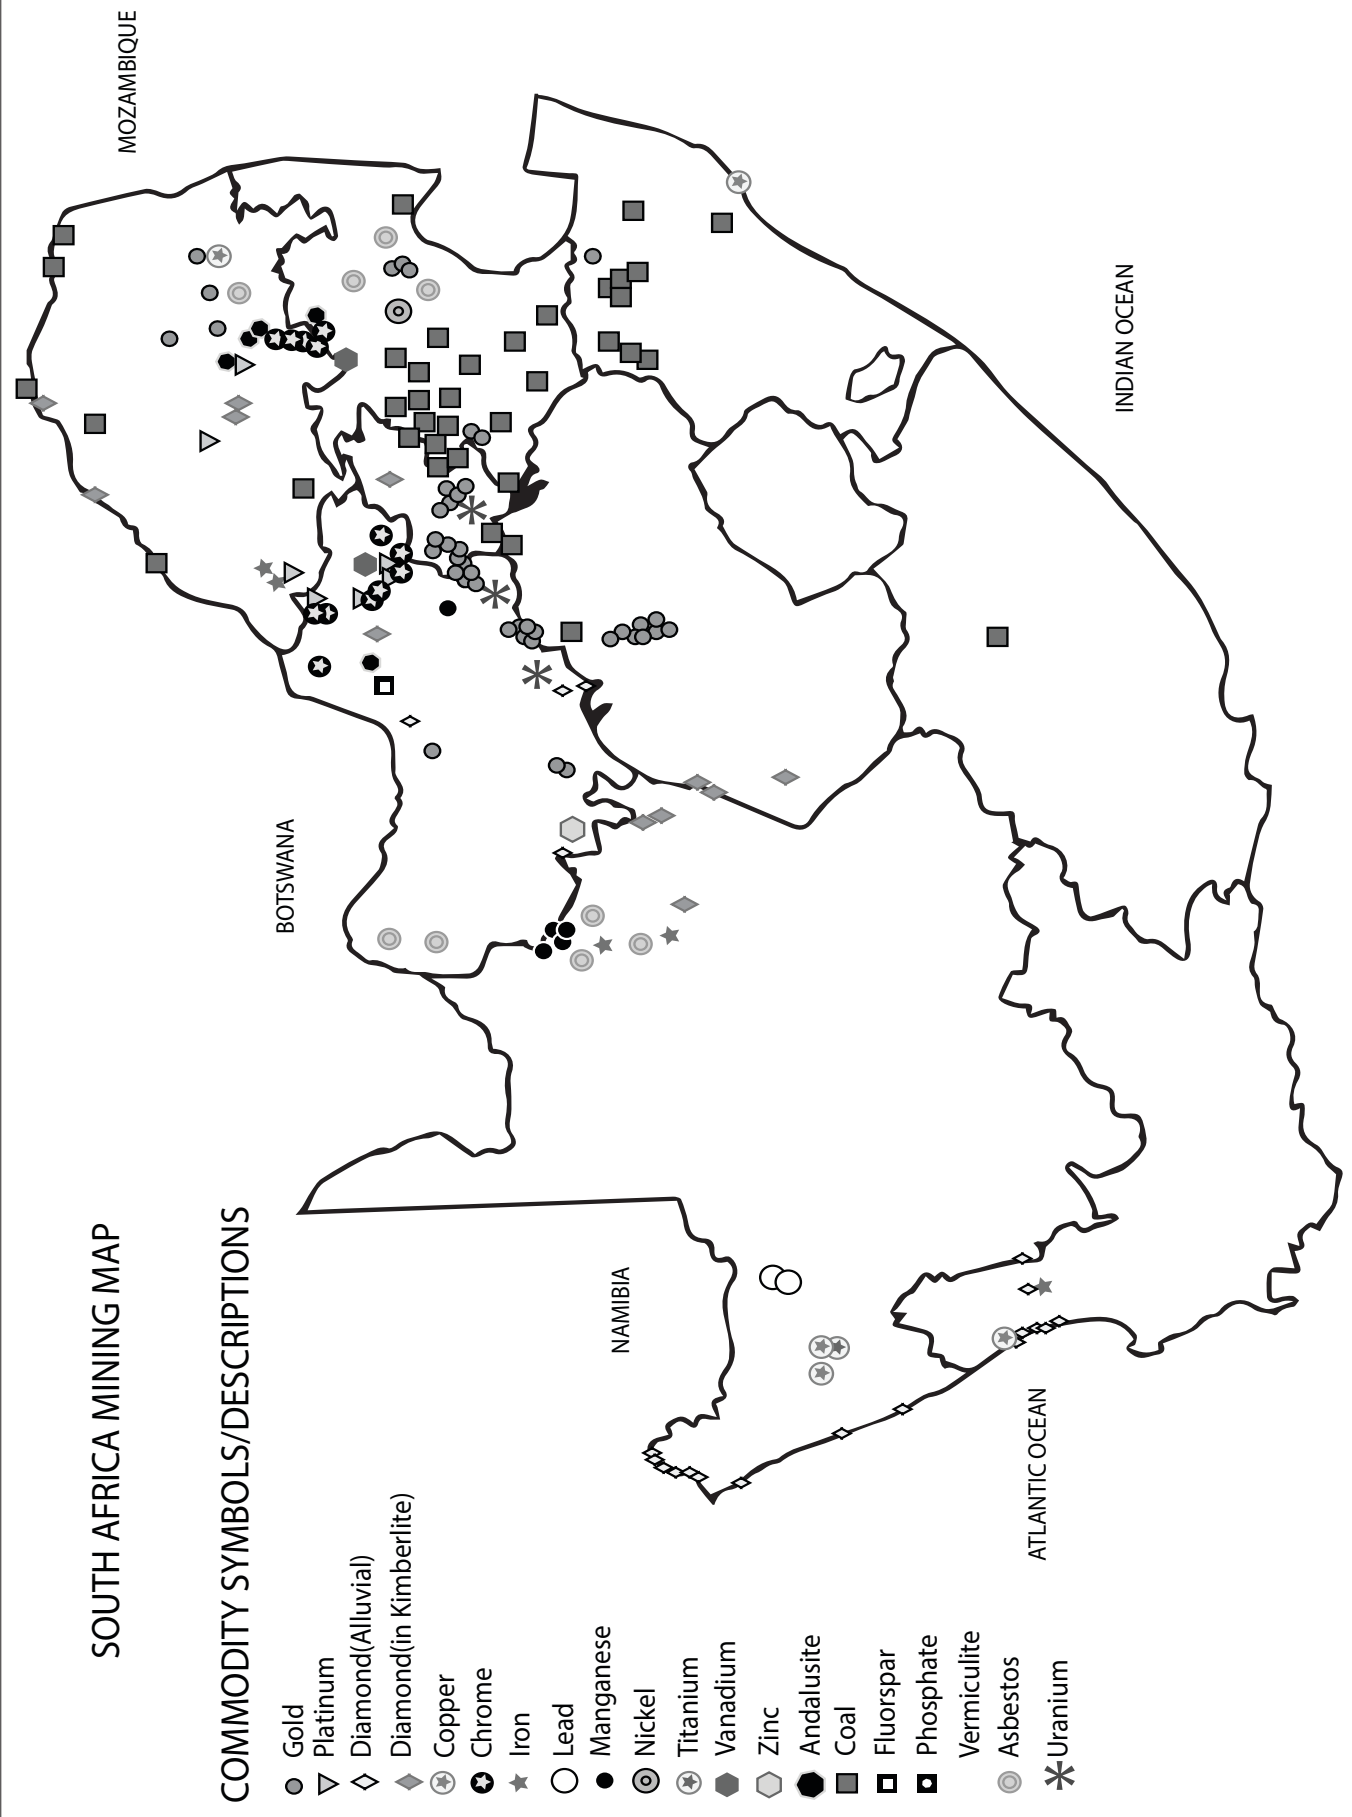 SOUTH AFRICA MINING MAP
COMMODITY SYMBOLS/DESCRIPTIONS
Gold
Platinum
Diamond(Alluvial)
Diamond(in Kimberlite)
Copper
Chrome
Iron
Lead
Manganese
Nickel
Titanium
Vanadium
Zinc
Andalusite
Coal
Fluorspar
Phosphate
Vermiculite
Asbestos
Uranium
NAMIBIA
BOTSWANA
MOZAMBIQUE
ATLANTIC OCEAN
INDIAN OCEAN